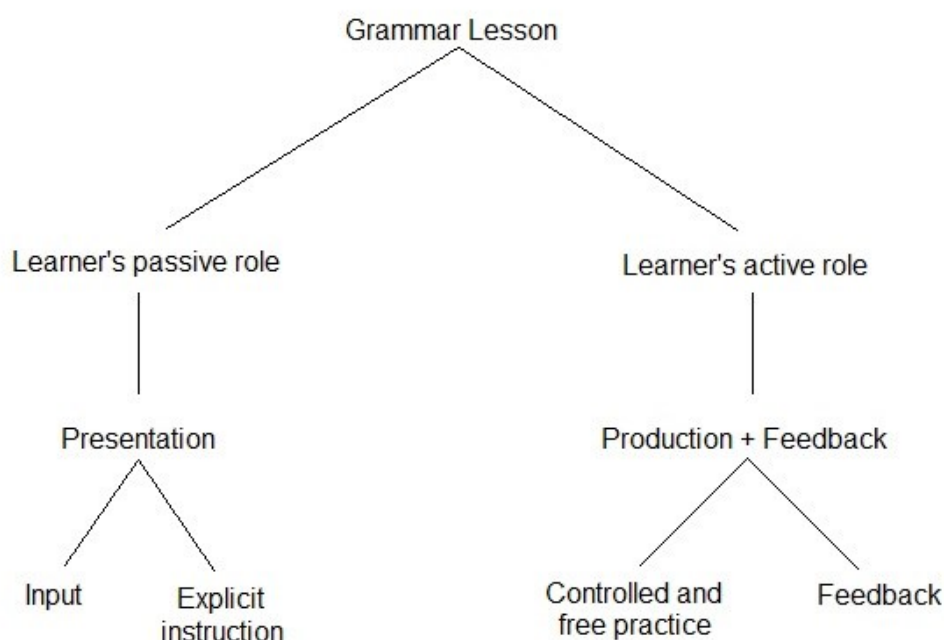 Grammar Lesson
Learner's passive role
Learner's active role
Presentation
Production + Feedback
Input
Explicit
instruction
Controlled and
free practice
Feedback